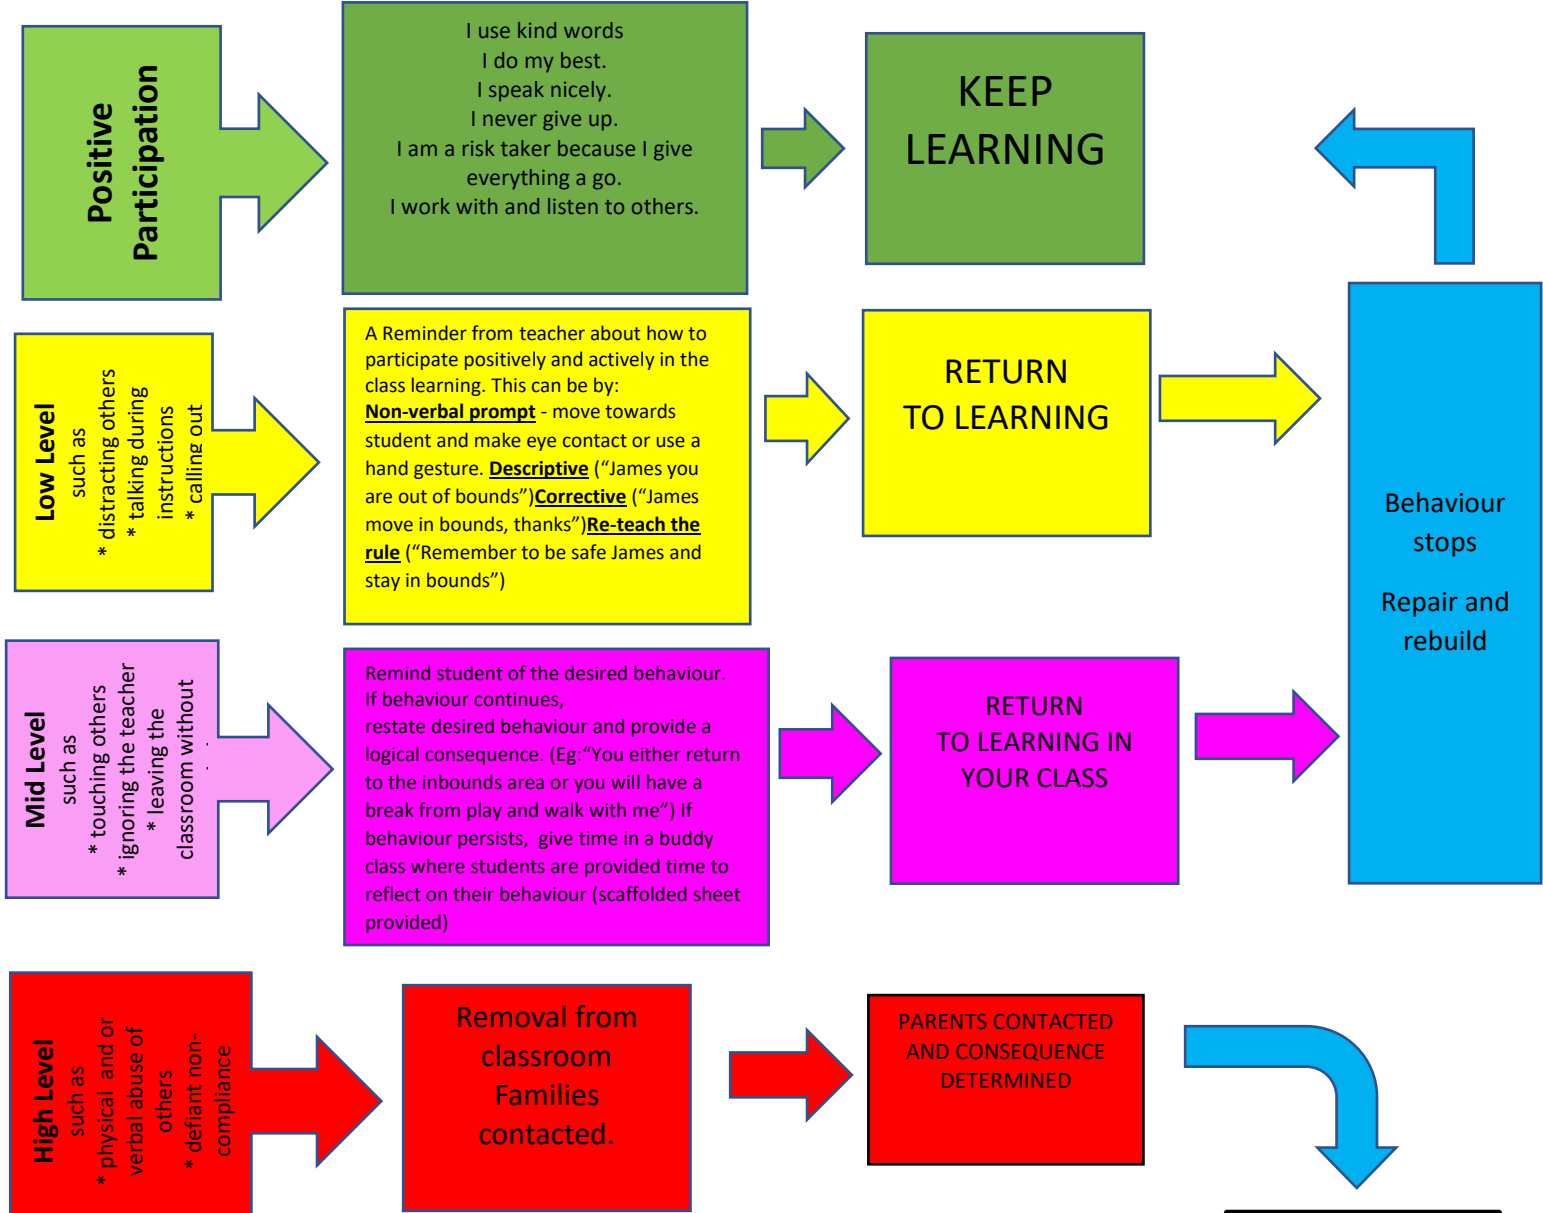 Positive
Participation
I use kind words
I do my best.
I speak nicely.
I never give up.
I am a risk taker because I give
everything a go.
I work with and listen to others.
KEEP
LEARNING
Low Level
such as
* distracting others
* talking during
instructions
* calling out
A Reminder from teacher about how to
participate positively and actively in the
class learning. This can be by:
Non-verbal prompt - move towards
student and make eye contact or use a
hand gesture. Descriptive (“James you
are out of bounds”)Corrective (“James
move in bounds, thanks”)Re-teach the
rule (“Remember to be safe James and
stay in bounds”)
RETURN
TO LEARNING
Behaviour
stops
Repair and
rebuild
Mid Level
such as
* touching others
* ignoring the teacher
* leaving the
classroom without
Remind student of the desired behaviour.
If behaviour continues,
restate desired behaviour and provide a
logical consequence. (Eg:“You either return
to the inbounds area or you will have a
break from play and walk with me”) If
behaviour persists,  give time in a buddy
class where students are provided time to
reflect on their behaviour (scaffolded sheet
provided)
RETURN
TO LEARNING IN
YOUR CLASS
High Level
such as
* physical  and or
verbal abuse of
others
* defiant non-
compliance
Removal from
classroom
Families
contacted.
PARENTS CONTACTED
AND CONSEQUENCE
DETERMINED